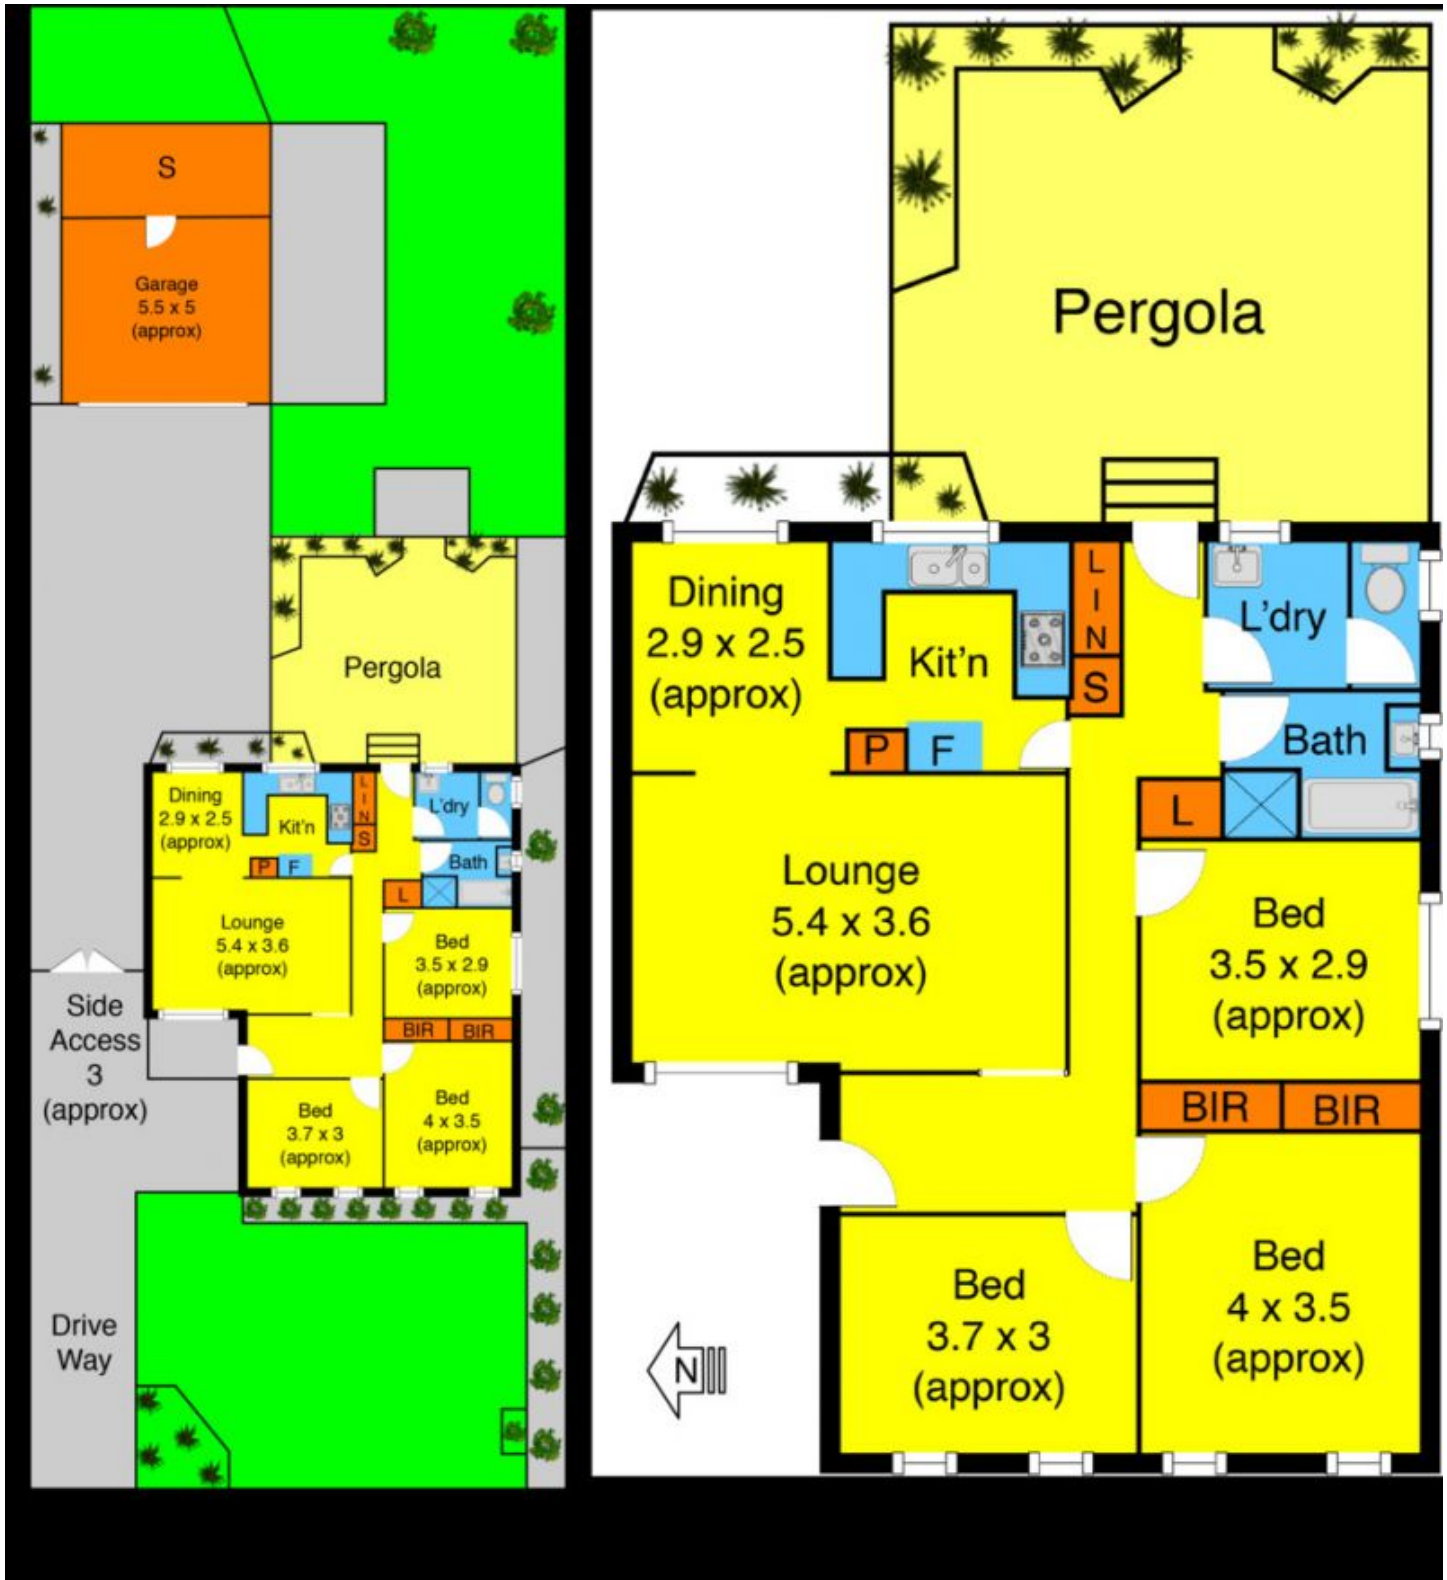 S
Garage
5.5 x 5
(approx)
Pergola
Dining
2.9 x 2.5
(approx)
Kit'n
L
I
N
S
L'dry
P
F
Bath
L
Lounge
5.4 x 3.6
(approx)
Bed
3.5 x 2.9
(approx)
BIR
BIR
Side
Access
3
(approx)
Bed
3.7 x 3
(approx)
Bed
4 x 3.5
(approx)
Drive
Way
Pergola
Dining
2.9 x 2.5
(approx)
Kit'n
L
I
N
S
L'dry
P
F
Bath
L
Lounge
5.4 x 3.6
(approx)
Bed
3.5 x 2.9
(approx)
BIR
BIR
Bed
3.7 x 3
(approx)
Bed
4 x 3.5
(approx)
N